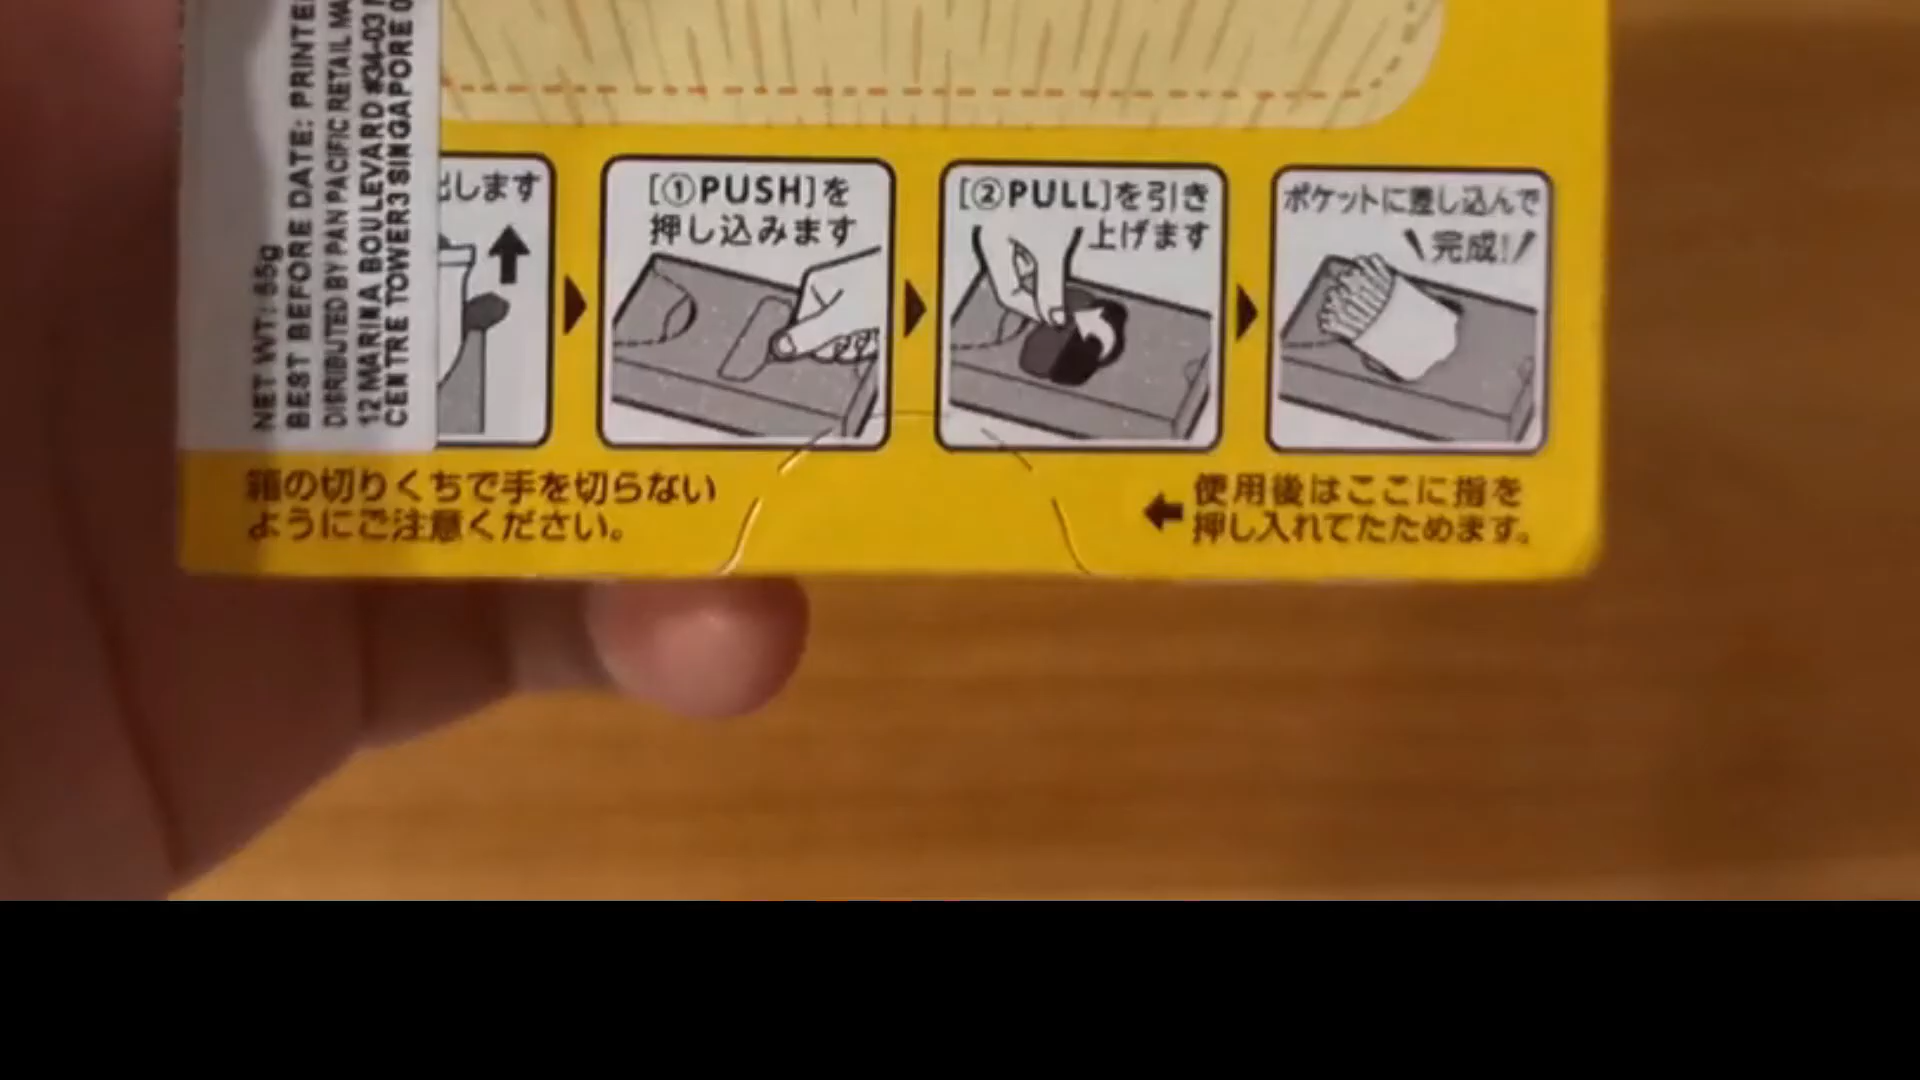 NET WT: 55g
BEST BEFORE DATE: PRINTE
DISRIBUTED BY PAN PACIFIC RETAIL MA
12 MARINA BOULEVARD #34-03
CENTRE TOWER3 SINGAPORE 0
出します
[①PUSH]を
押し込みます
[②PULL]を引き
上げます
ポケットに差し込んで
完成!
箱の切りくちで手を切らない
ようにご注意ください。
使用後はここに指を
押し入れてたためます。